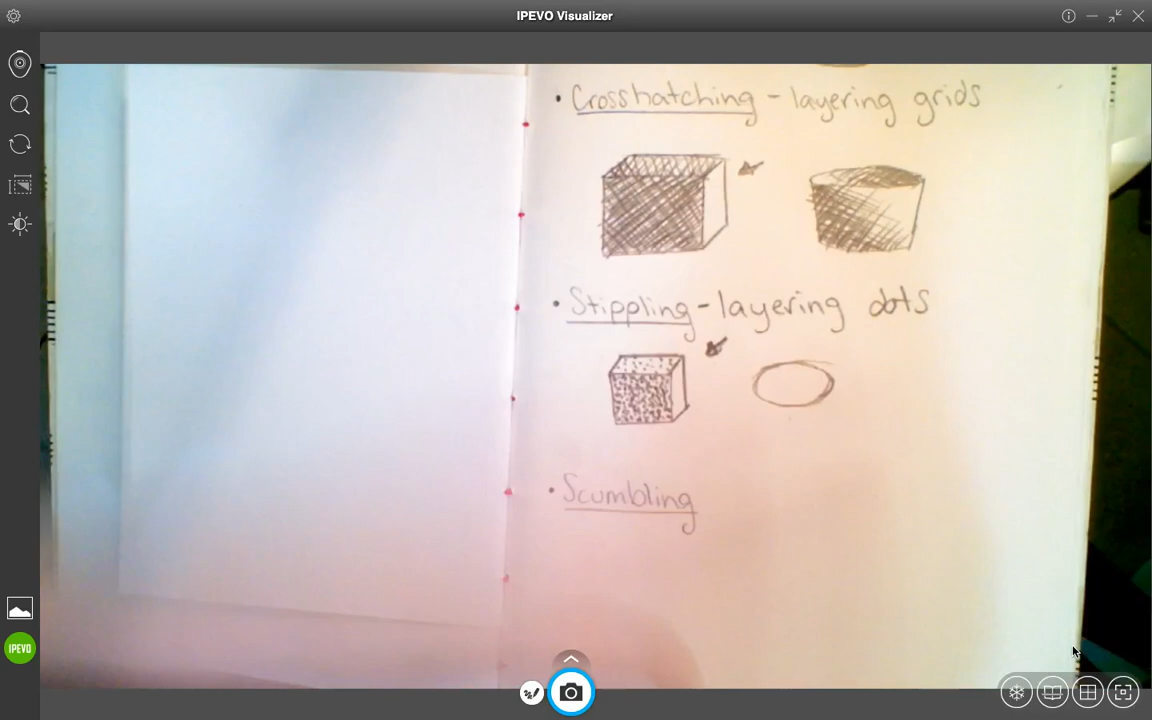 IPEVO Visualizer
• Crosshatching - layering grids
• Stippling - layering dots
• Scumbling
IPEVO